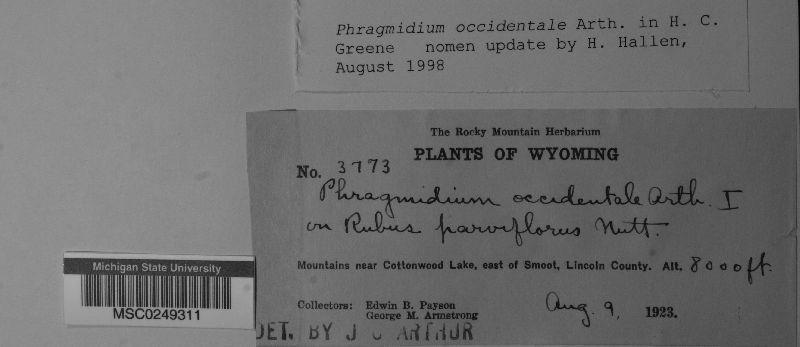 Phragmidium occidentale Arth. in H. C.
Greene nomen update by H. Hallen,
August 1998
The Rocky Mountain Herbarium
PLANTS OF WYOMING
No. 3773
Phragmidium occidentale Arth. I
on Rubus parviflorus Nutt.
Mountains near Cottonwood Lake, east of Smoot, Lincoln County. Alt. 8000ft.
Collectors: Edwin B. Payson
George M. Armstrong
Aug. 9, 1923.
DET. BY J C ARTHUR
Michigan State University
MSC0249311